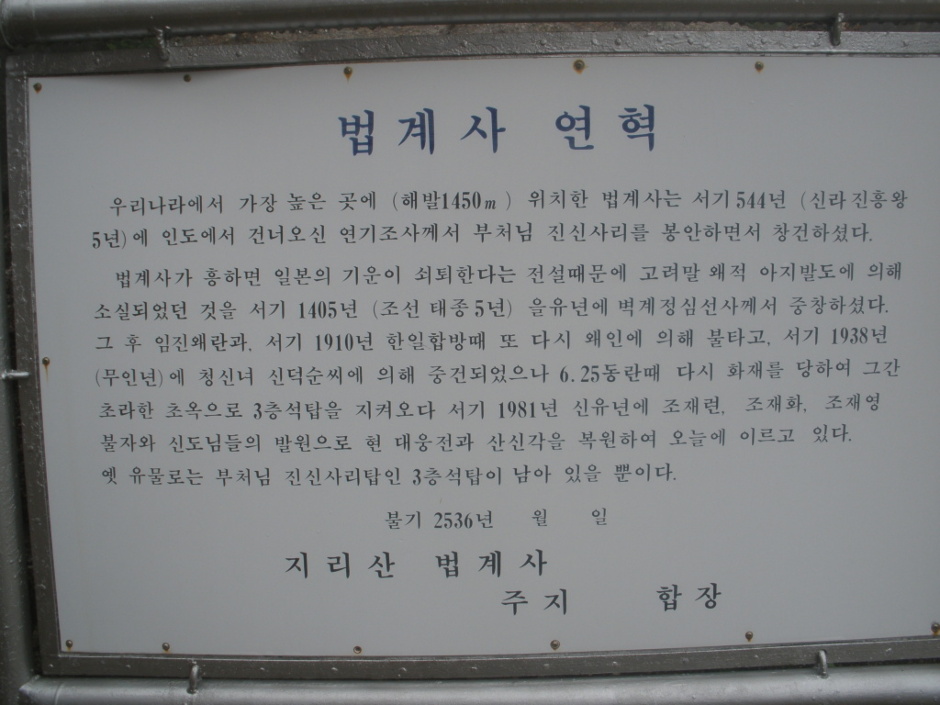 법계사 연혁
우리나라에서 가장 높은 곳에 (해발1450m) 위치한 법계사는 서기 544년 (신라 진흥왕
5년)에 인도에서 건너오신 연기조사께서 부처님 진신사리를 봉안하면서 창건하셨다.
법계사가 흥하면 일본의 기운이 쇠퇴한다는 전설때문에 고려말 왜적 아지발도에 의해
소실되었던 것을 서기 1405년 (조선 태종 5년) 을유년에 벽계정심선사께서 중창하셨다.
그 후 임진왜란과, 서기 1910년 한일합방때 또 다시 왜인에 의해 불타고, 서기 1938년
(무인년)에 청신녀 신덕순씨에 의해 중건되었으나 6.25동란때 다시 화재를 당하여 그간
초라한 초옥으로 3층석탑을 지켜오다 서기 1981년 신유년에 조재련, 조재화, 조재영
불자와 신도님들의 발원으로 현 대웅전과 산신각을 복원하여 오늘에 이르고 있다.
옛 유물로는 부처님 진신사리탑인 3층석탑이 남아 있을 뿐이다.
불기 2536년 월 일
지리산 법계사
주지 합장